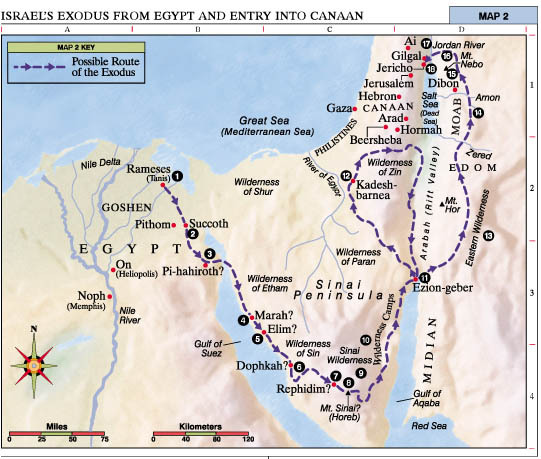 ISRAEL'S EXODUS FROM EGYPT AND ENTRY INTO CANAAN
MAP 2
A
B
C
D
MAP 2 KEY
Possible Route
of the Exodus
Ai
17
Jordan River
Gilgal
16
Mt.
Nebo
Jericho
15
Jerusalem
Dibon
1
Hebron
Salt
Sea
(Dead
Sea)
MOAB
Arnon
Gaza
CANAAN
14
Arad
Great Sea
(Mediterranean Sea)
PHILISTINES
Hormah
Beersheba
Zered
Nile Delta
Rameses
(Tanis)
1
River of Egypt
12
Wilderness
of Zin
EDOM
Wilderness
of Shur
Kadesh-
barnea
2
GOSHEN
Arabah (Rift Valley)
Mt.
Hor
Pithom
Succoth
2
Eastern Wilderness
13
EGYPT
3
Wilderness
of Paran
On
(Heliopolis)
Pi-hahiroth?
Wilderness
of Etham
Sinai
Peninsula
11
Ezion-geber
3
Noph
(Memphis)
Nile
River
4
Marah?
5
Elim?
10
Wilderness Camps
MIDIAN
N
Gulf of
Suez
Wilderness
of Sin
Sinai
Wilderness
Dophkah?
6
7
9
8
Rephidim?
Gulf of
Aqaba
4
Mt. Sinai?
(Horeb)
Red Sea
Miles
0 25 50 75
Kilometers
0 40 80 120